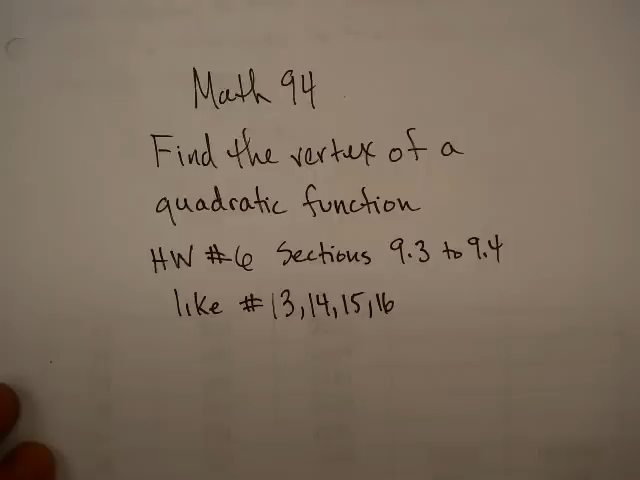 Math 94
Find the vertex of a
quadratic function
HW #6 Sections 9.3 to 9.4
like #13,14,15,16